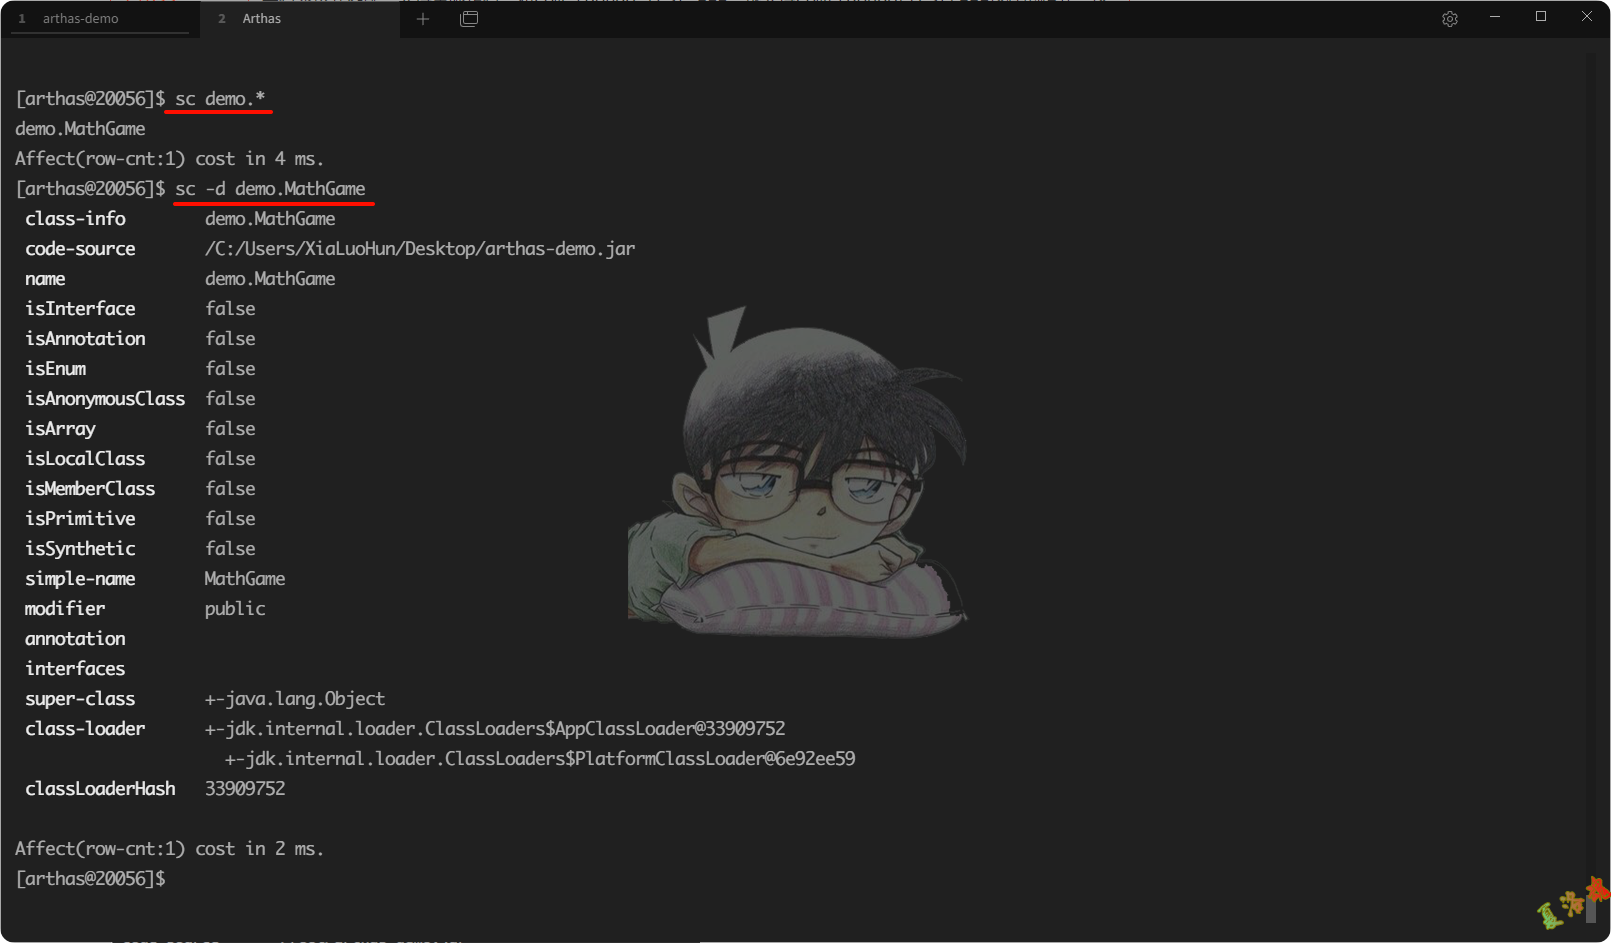 1 arthas-demo 2 Arthas
[arthas@20056]$ sc demo.*
demo.MathGame
Affect(row-cnt:1) cost in 4 ms.
[arthas@20056]$ sc -d demo.MathGame
class-info demo.MathGame
code-source /C:/Users/XiaLuoHun/Desktop/arthas-demo.jar
name demo.MathGame
isInterface false
isAnnotation false
isEnum false
isAnonymousClass false
isArray false
isLocalClass false
isMemberClass false
isPrimitive false
isSynthetic false
simple-name MathGame
modifier public
annotation
interfaces
super-class +-java.lang.Object
class-loader +-jdk.internal.loader.ClassLoaders$AppClassLoader@33909752
+-jdk.internal.loader.ClassLoaders$PlatformClassLoader@6e92ee59
classLoaderHash 33909752
Affect(row-cnt:1) cost in 2 ms.
[arthas@20056]$